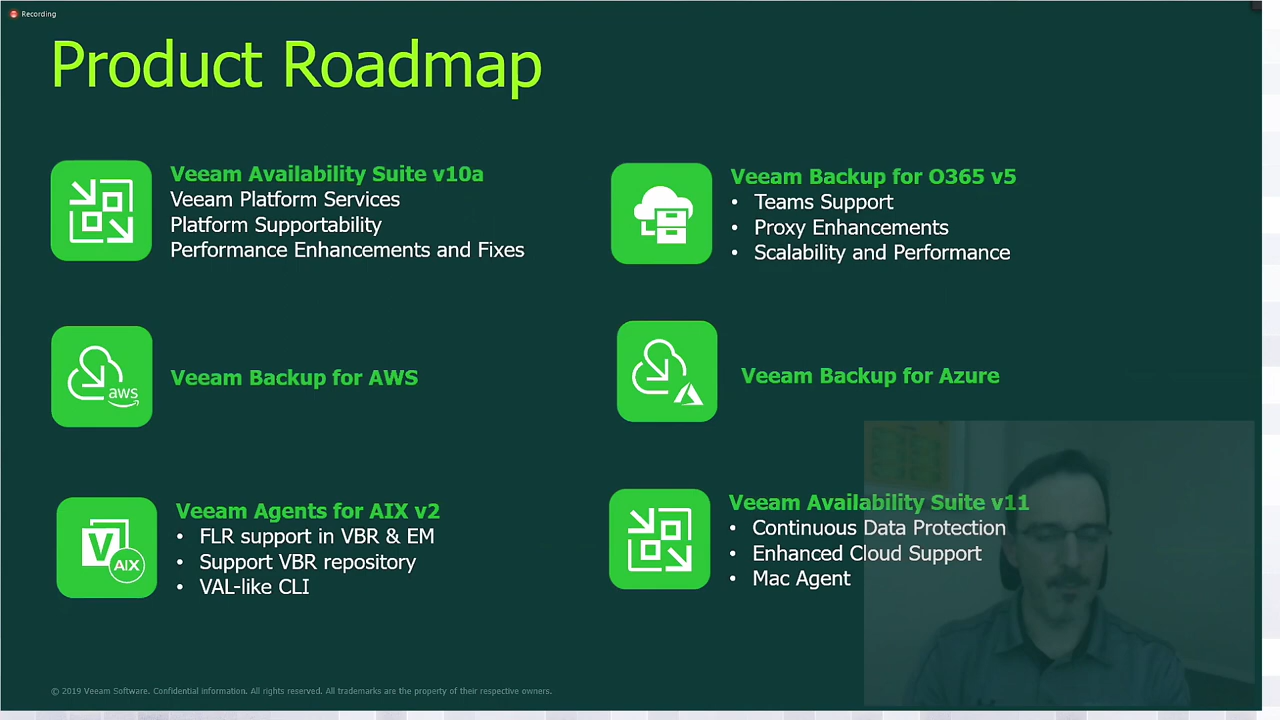 Recording
Product Roadmap
Veeam Availability Suite v10a
Veeam Platform Services
Platform Supportability
Performance Enhancements and Fixes
Veeam Backup for O365 v5
• Teams Support
• Proxy Enhancements
• Scalability and Performance
aws
Veeam Backup for AWS
Veeam Backup for Azure
V
AIX
Veeam Agents for AIX v2
• FLR support in VBR & EM
• Support VBR repository
• VAL-like CLI
Veeam Availability Suite v11
• Continuous Data Protection
• Enhanced Cloud Support
• Mac Agent
© 2019 Veeam Software. Confidential information. All rights reserved. All trademarks are the property of their respective owners.